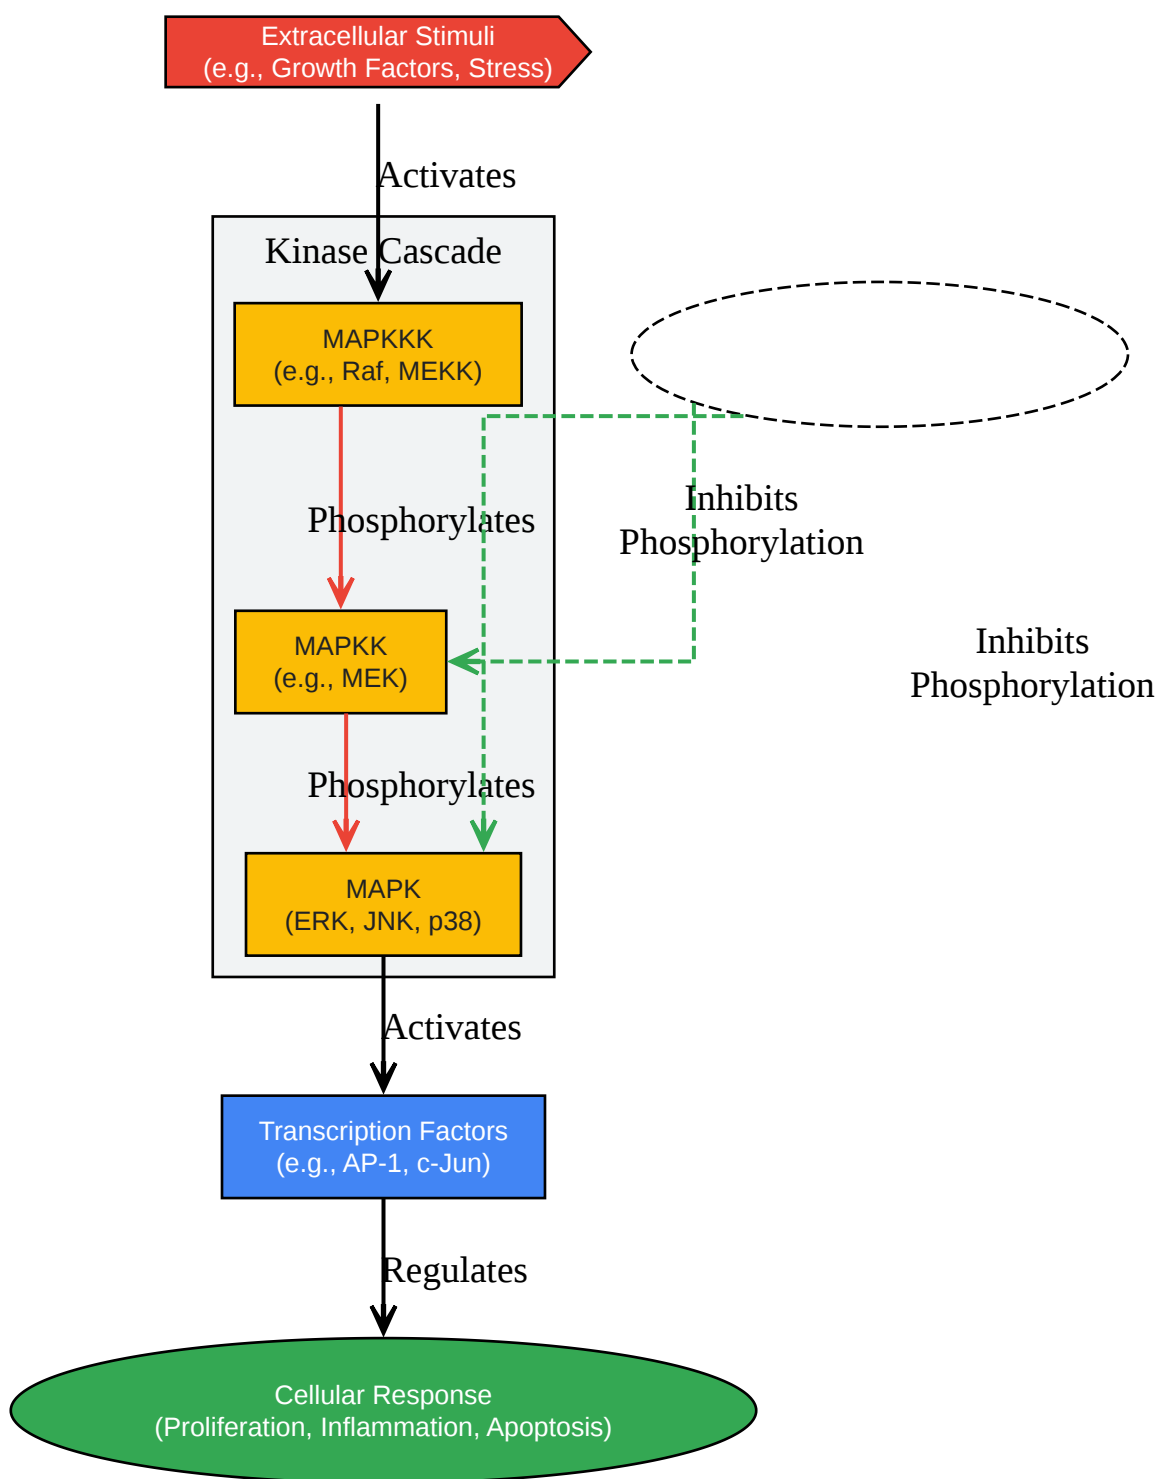 Extracellular Stimuli
(e.g., Growth Factors, Stress)
Activates
Kinase Cascade
MAPKKK
(e.g., Raf, MEKK)
Phosphorylates
Inhibits
Phosphorylation
MAPKK
(e.g., MEK)
Inhibits
Phosphorylation
Phosphorylates
MAPK
(ERK, JNK, p38)
Activates
Transcription Factors
(e.g., AP-1, c-Jun)
Regulates
Cellular Response
(Proliferation, Inflammation, Apoptosis)